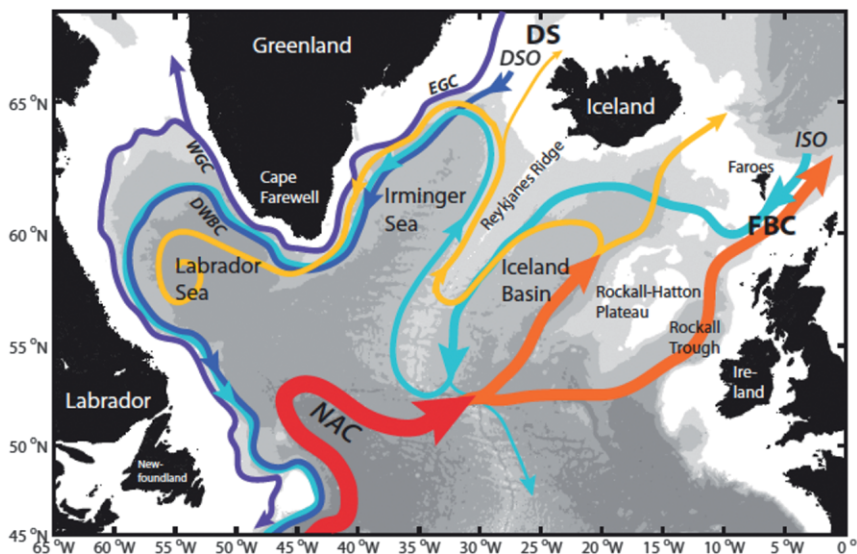 Greenland
DS
DSO
EGC
Iceland
65 °N
ISO
WGC
Cape
Farewell
Irminger
Sea
Reykjanes Ridge
Faroes
DWBC
60 °N
FBC
Labrador
Sea
Iceland
Basin
Rockall-Hatton
Plateau
Rockall
Trough
55 °N
Ire-
land
Labrador
NAC
50 °N
New-
foundland
45 °N
65 °W 60 °W 55 °W 50 °W 45 °W 40 °W 35 °W 30 °W 25 °W 20 °W 15 °W 10 °W 5 °W 0 °